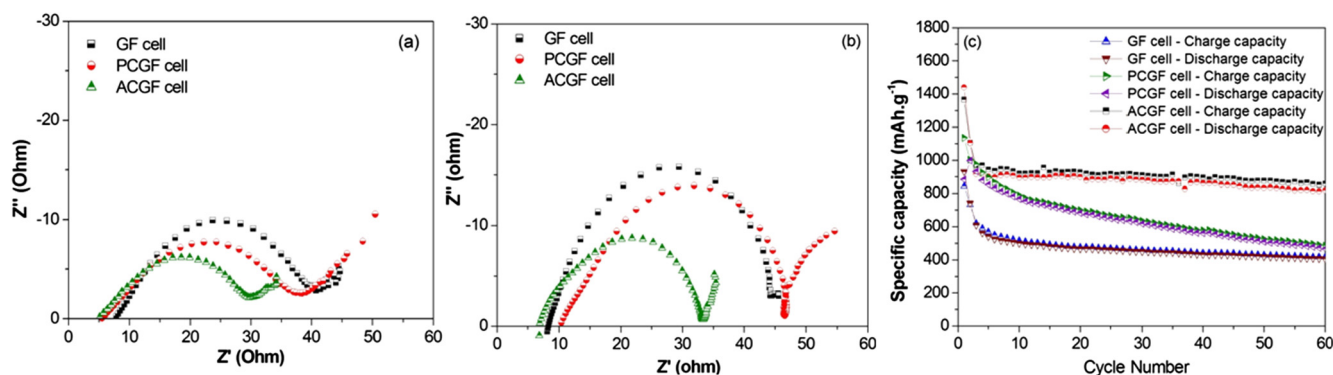 (a)
GF cell
PCGF cell
ACGF cell
-30
-20
-10
0
0 10 20 30 40 50 60
Z'' (Ohm)
Z' (Ohm)
(b)
GF cell
PCGF cell
ACGF cell
-30
-20
-10
0
0 10 20 30 40 50 60
Z'' (ohm)
Z' (ohm)
(c)
GF cell - Charge capacity
GF cell - Discharge capacity
PCGF cell - Charge capacity
PCGF cell - Discharge capacity
ACGF cell - Charge capacity
ACGF cell - Discharge capacity
1800
1600
1400
1200
1000
800
600
400
200
0
0 10 20 30 40 50 60
Specific capacity (mAh.g⁻¹)
Cycle Number